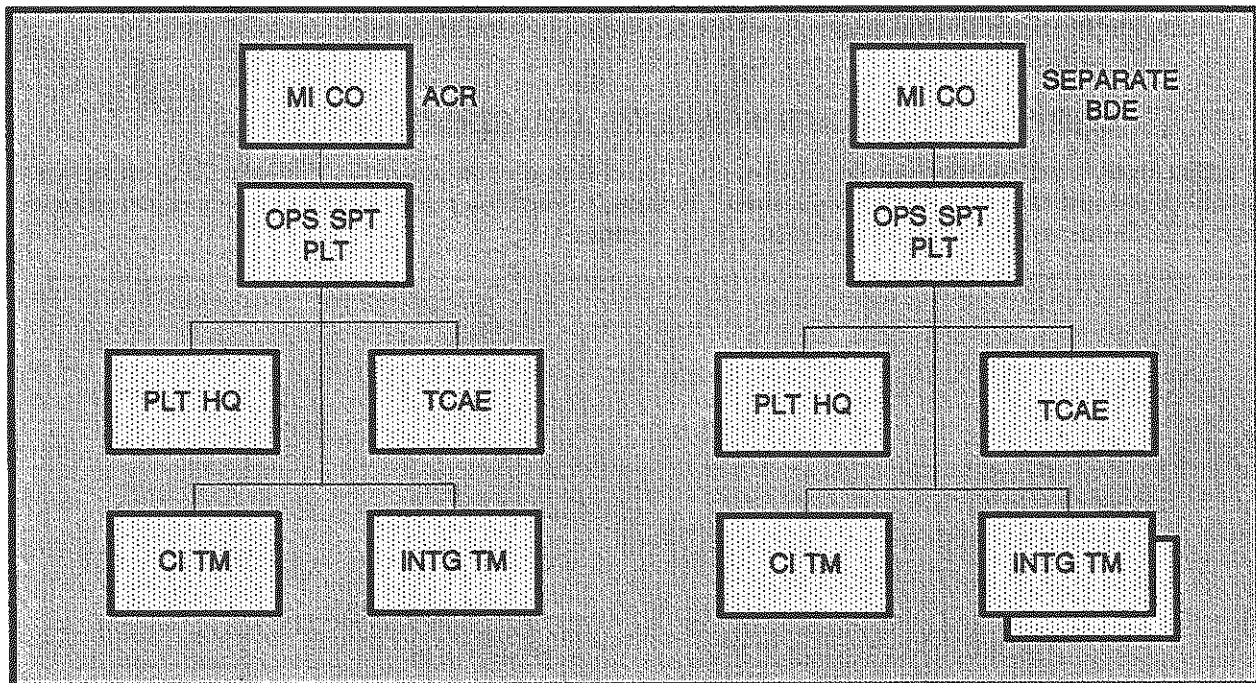 MI CO
ACR
OPS SPT
PLT
PLT HQ
TCAE
CI TM
INTG TM
MI CO
SEPARATE
BDE
OPS SPT
PLT
PLT HQ
TCAE
CI TM
INTG TM